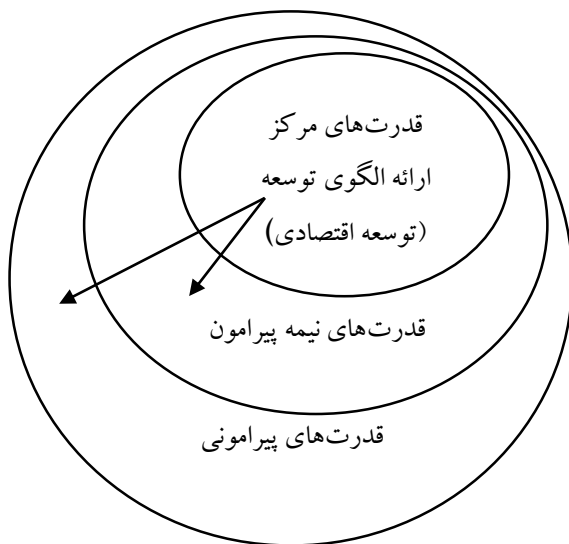 قدرت‌های مرکز
ارائه الگوی توسعه
(توسعه اقتصادی)
قدرت‌های نیمه پیرامون
قدرت‌های پیرامونی